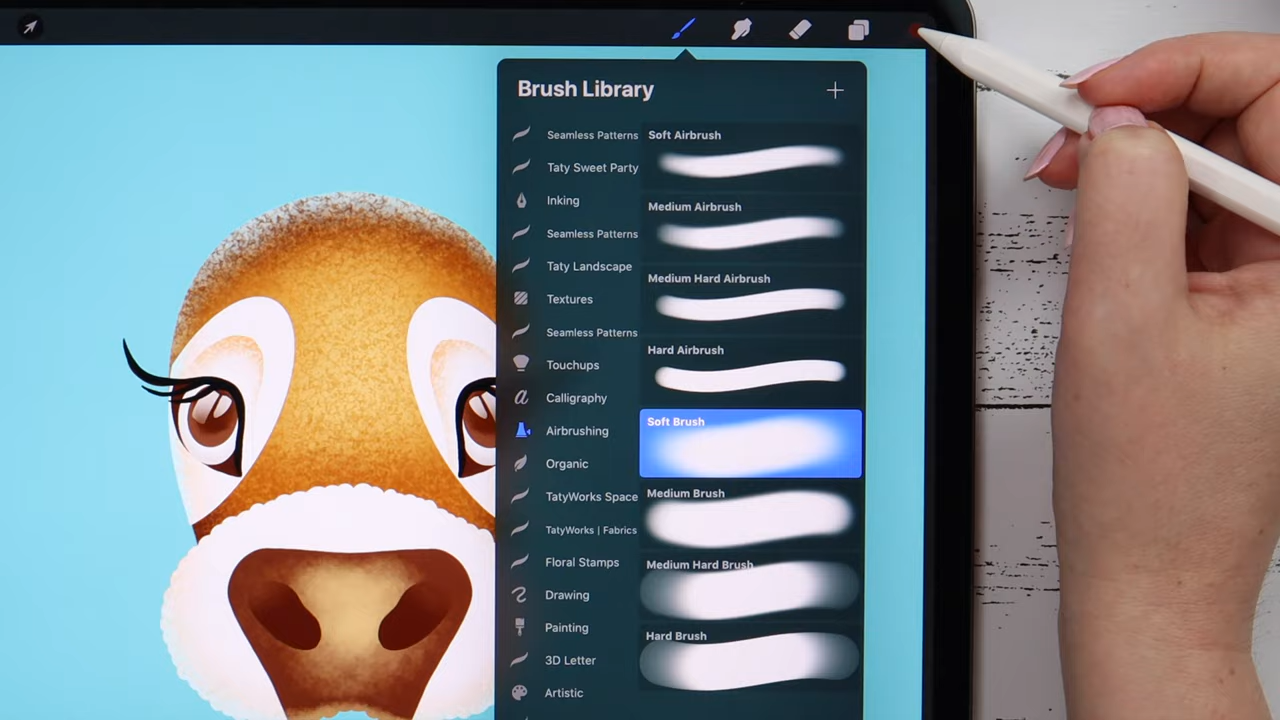 Brush Library
Seamless Patterns
Taty Sweet Party
Inking
Seamless Patterns
Taty Landscape
Textures
Seamless Patterns
Touchups
Calligraphy
Airbrushing
Organic
TatyWorks Space
TatyWorks | Fabrics
Floral Stamps
Drawing
Painting
3D Letter
Artistic
Soft Airbrush
Medium Airbrush
Medium Hard Airbrush
Hard Airbrush
Soft Brush
Medium Brush
Medium Hard Brush
Hard Brush